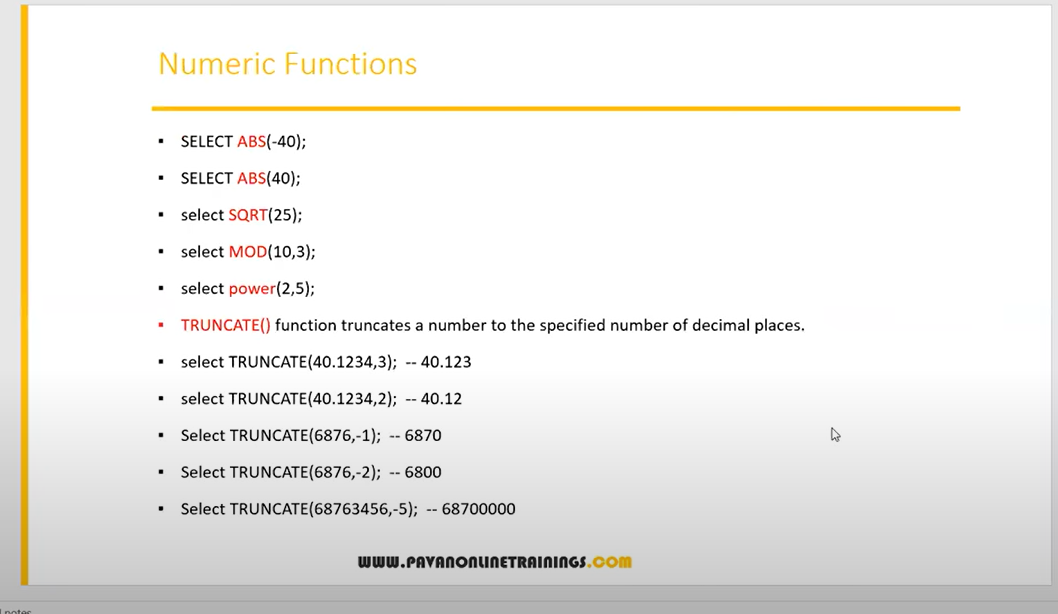 Numeric Functions
▪ SELECT ABS(-40);
▪ SELECT ABS(40);
▪ select SQRT(25);
▪ select MOD(10,3);
▪ select power(2,5);
▪ TRUNCATE() function truncates a number to the specified number of decimal places.
▪ select TRUNCATE(40.1234,3);  -- 40.123
▪ select TRUNCATE(40.1234,2);  -- 40.12
▪ Select TRUNCATE(6876,-1);  -- 6870
▪ Select TRUNCATE(6876,-2);  -- 6800
▪ Select TRUNCATE(68763456,-5);  -- 68700000
WWW.PAVANONLINETRAININGS.COM
notes